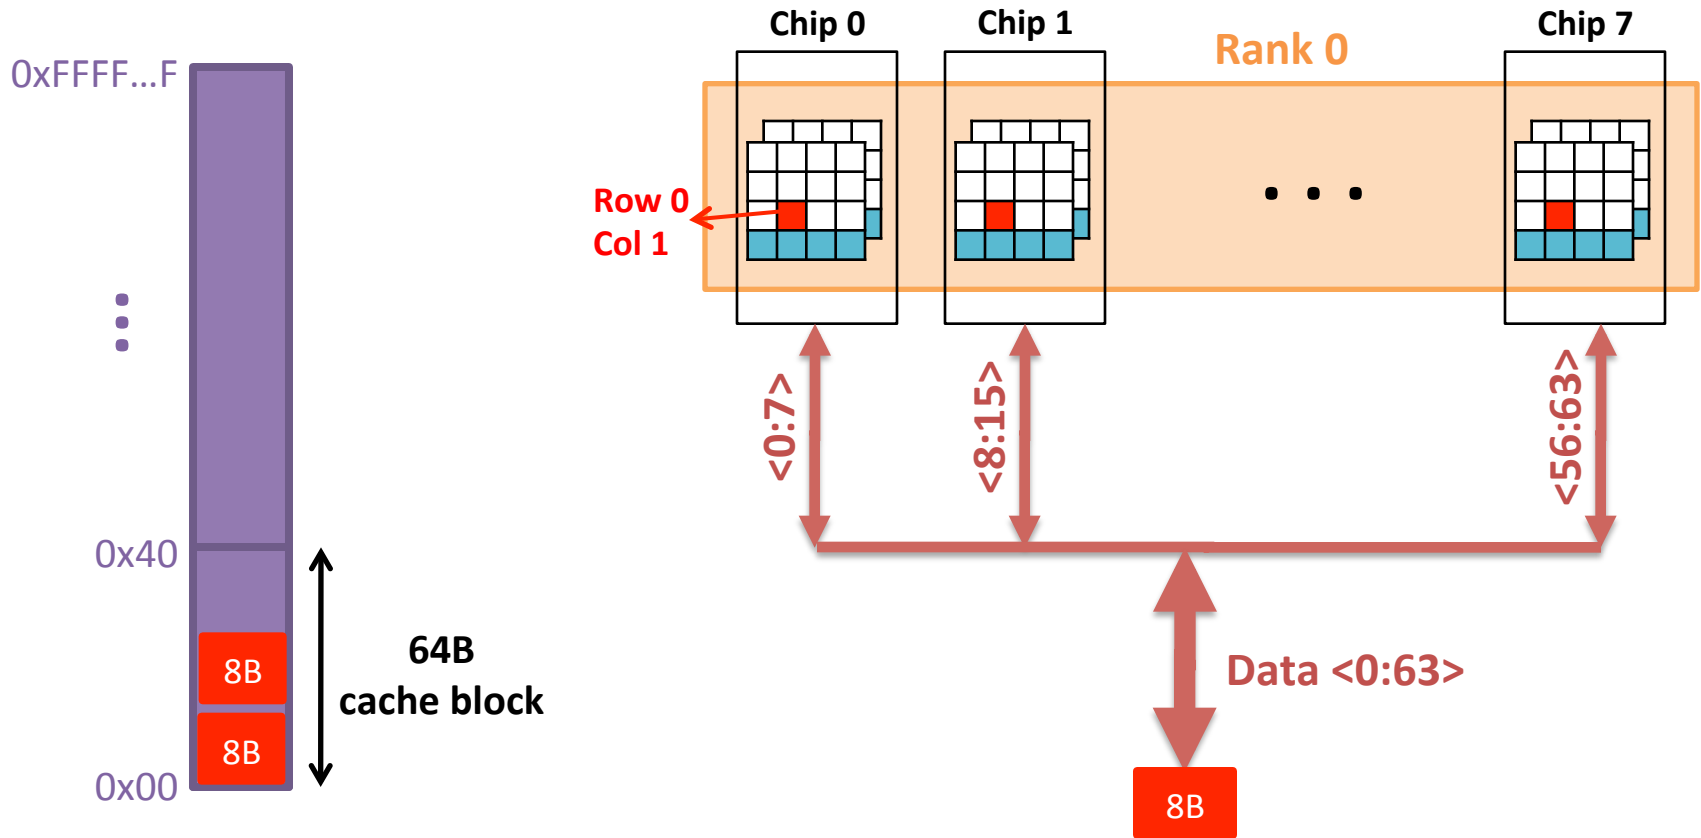 Chip 0
Chip 1
Chip 7
Rank 0
0xFFFF...F
Row 0
Col 1
<0:7>
<8:15>
<56:63>
0x40
64B
cache block
8B
8B
0x00
Data <0:63>
8B